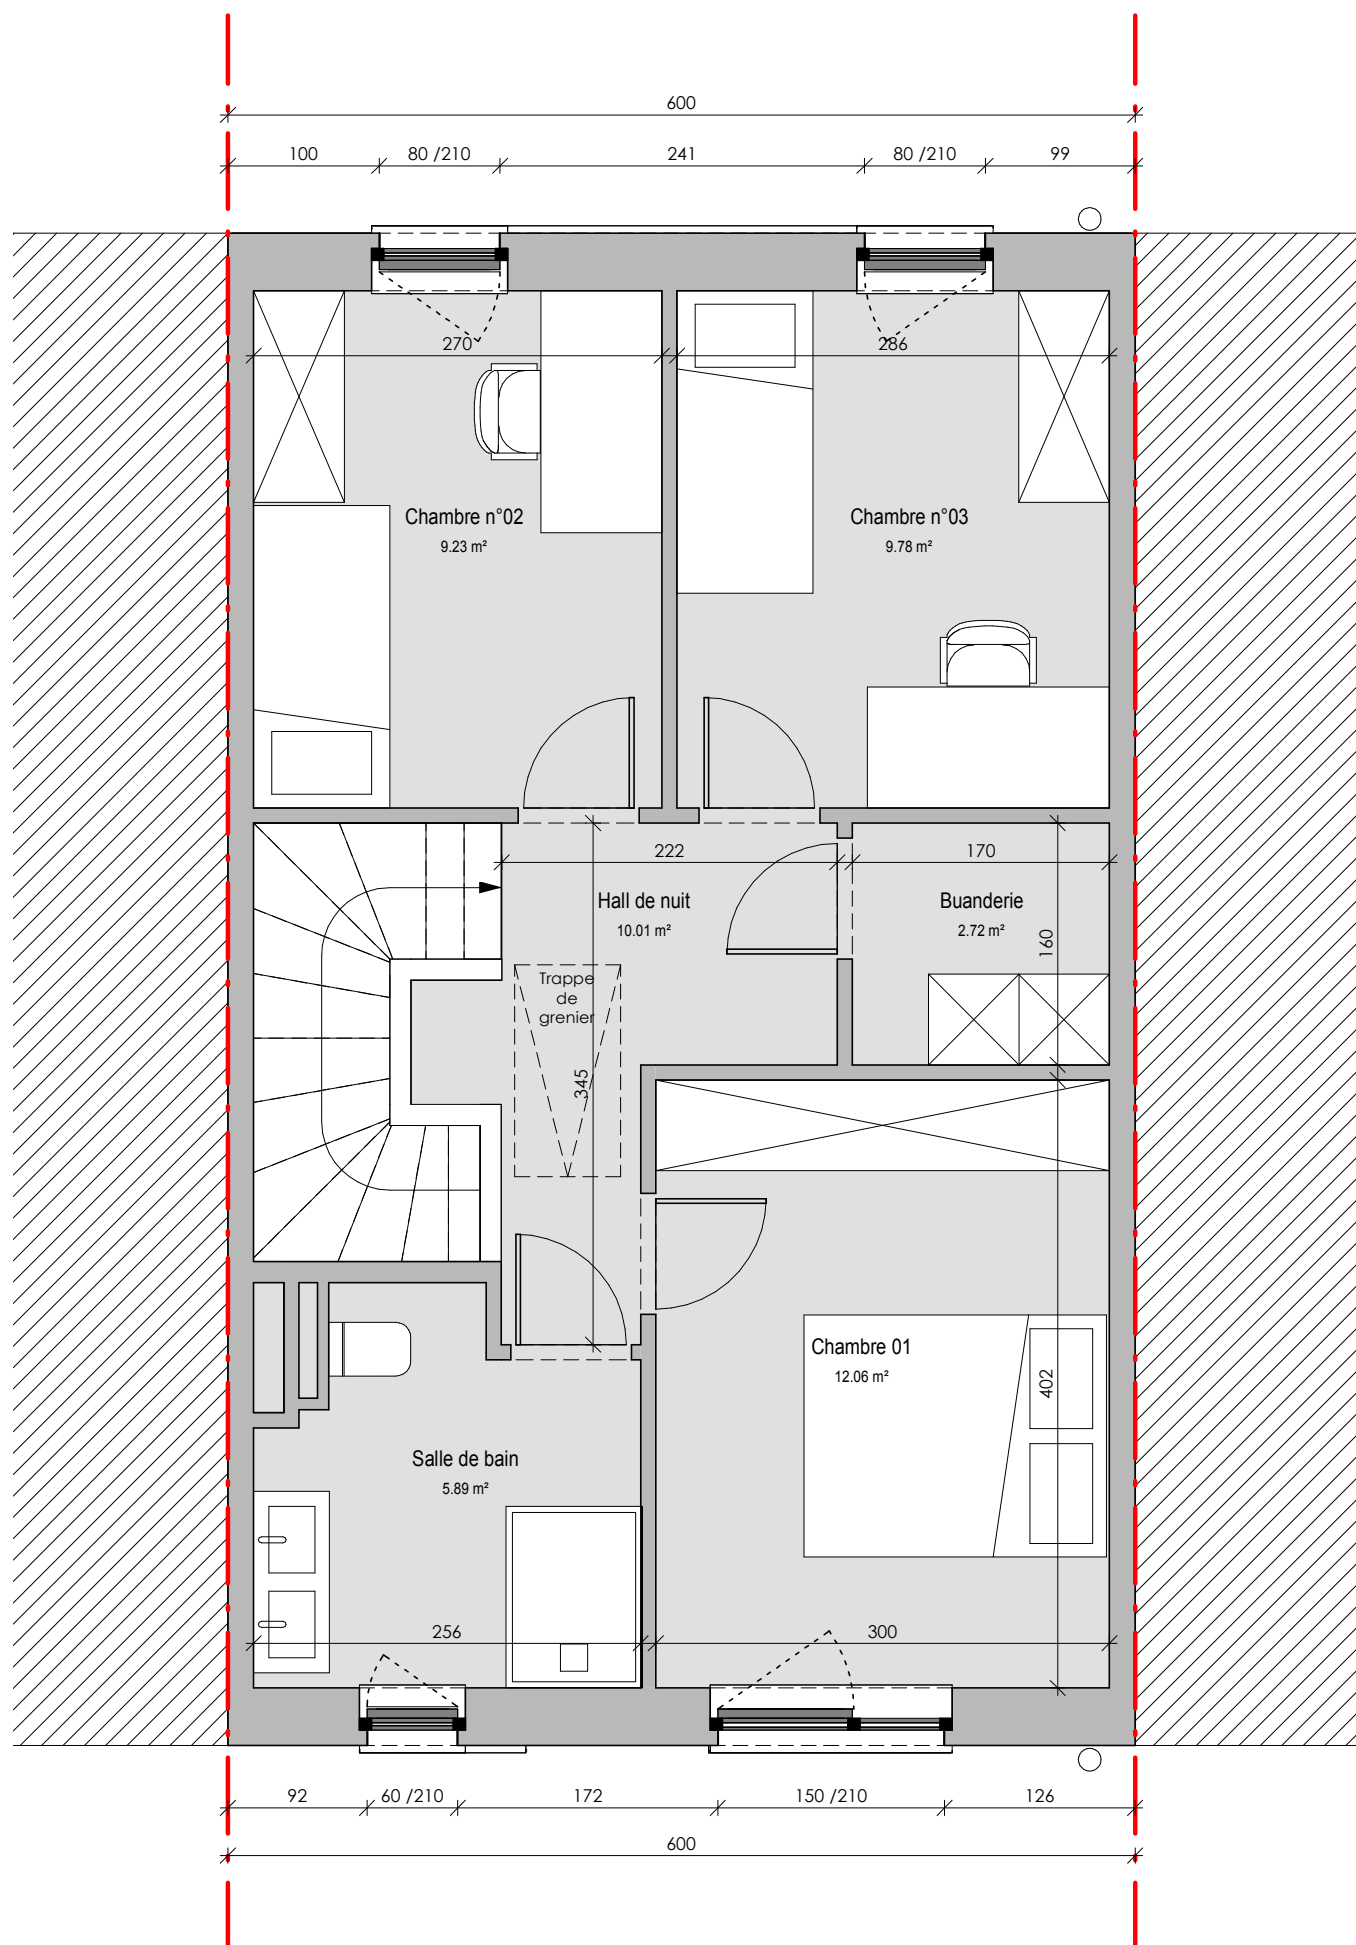 600
100 80 /210 241 80 /210 99
270 286
Chambre n°02
9.23 m²
Chambre n°03
9.78 m²
222 170
Hall de nuit
10.01 m²
Buanderie
2.72 m²
160
Trappe
de
grenier
345
Chambre 01
12.06 m²
402
Salle de bain
5.89 m²
256 300
92 60 /210 172 150 /210 126
600